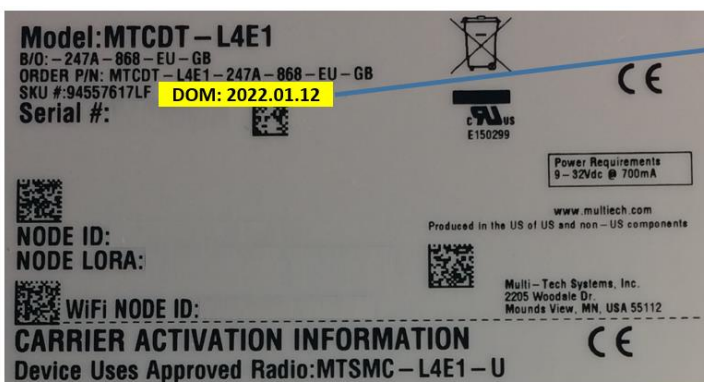 Model:MTCDT-L4E1
B/O:-247A-868-EU-GB
ORDER P/N: MTCDT-L4E1-247A-868-EU-GB
SKU #:94557617LF
DOM: 2022.01.12
Serial #:
CE
c RU us
E150299
Power Requirements
9-32Vdc @ 700mA
www.multiech.com
Produced in the US of US and non-US components
NODE ID:
NODE LORA:
Multi-Tech Systems, Inc.
2205 Woodale Dr.
Mounds View, MN, USA 55112
WiFi NODE ID:
CARRIER ACTIVATION INFORMATION
CE
Device Uses Approved Radio:MTSMC-L4E1-U